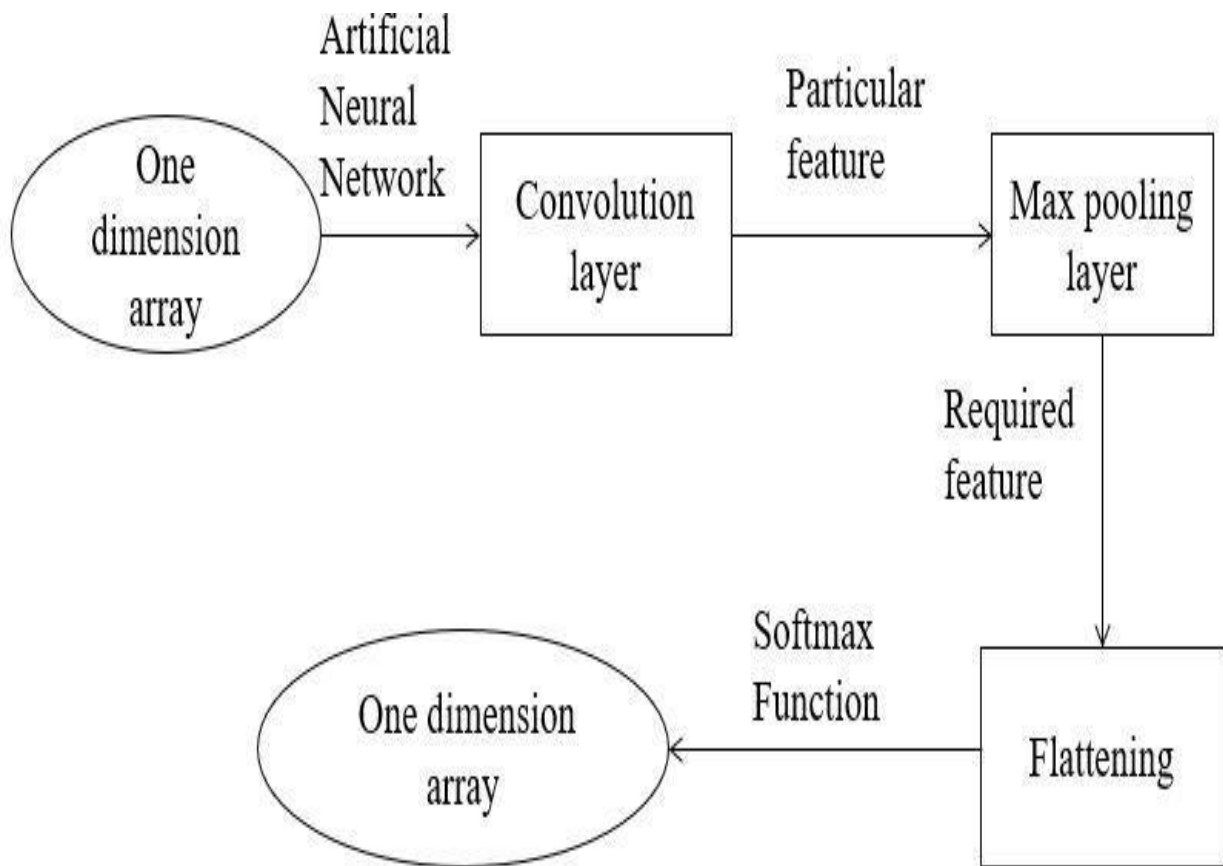 One
dimension
array
Artificial
Neural
Network
Convolution
layer
Particular
feature
Max pooling
layer
Required
feature
Flattening
Softmax
Function
One dimension
array